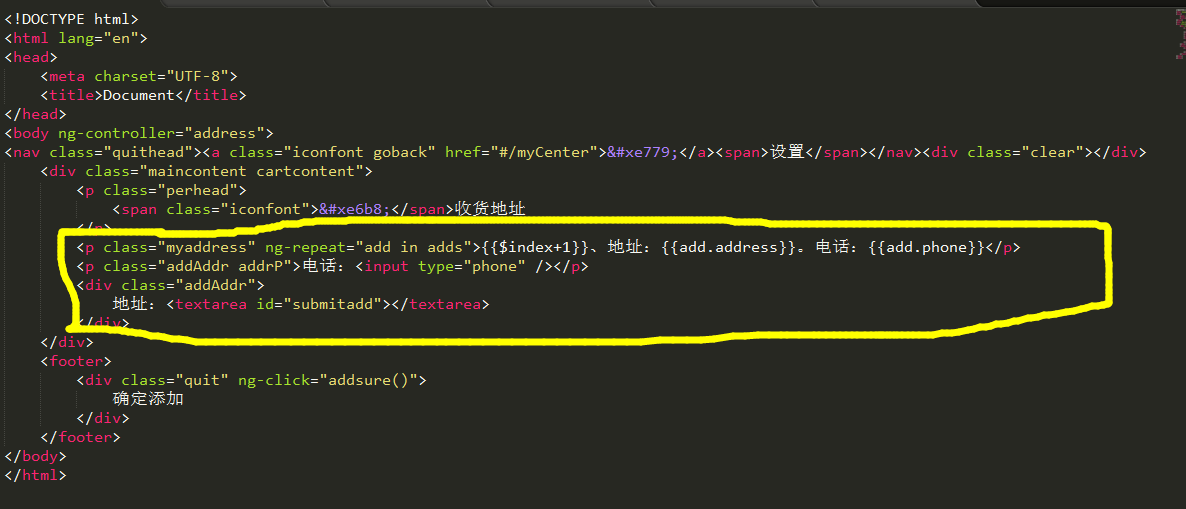 <!DOCTYPE html>
<html lang="en">
<head>
    <meta charset="UTF-8">
    <title>Document</title>
</head>
<body ng-controller="address">
<nav class="quithead"><a class="iconfont goback" href="#/myCenter">&#xe779;</a><span>设置</span></nav><div class="clear"></div>
    <div class="maincontent cartcontent">
        <p class="perhead">
            <span class="iconfont">&#xe6b8;</span>收货地址
        </p>
        <p class="myaddress" ng-repeat="add in adds">{{$index+1}}、地址：{{add.address}}。电话：{{add.phone}}</p>
        <p class="addAddr addrP">电话：<input type="phone" /></p>
        <div class="addAddr">
            地址：<textarea id="submitadd"></textarea>
        </div>
    </div>
    <footer>
        <div class="quit" ng-click="addsure()">
            确定添加
        </div>
    </footer>
</body>
</html>